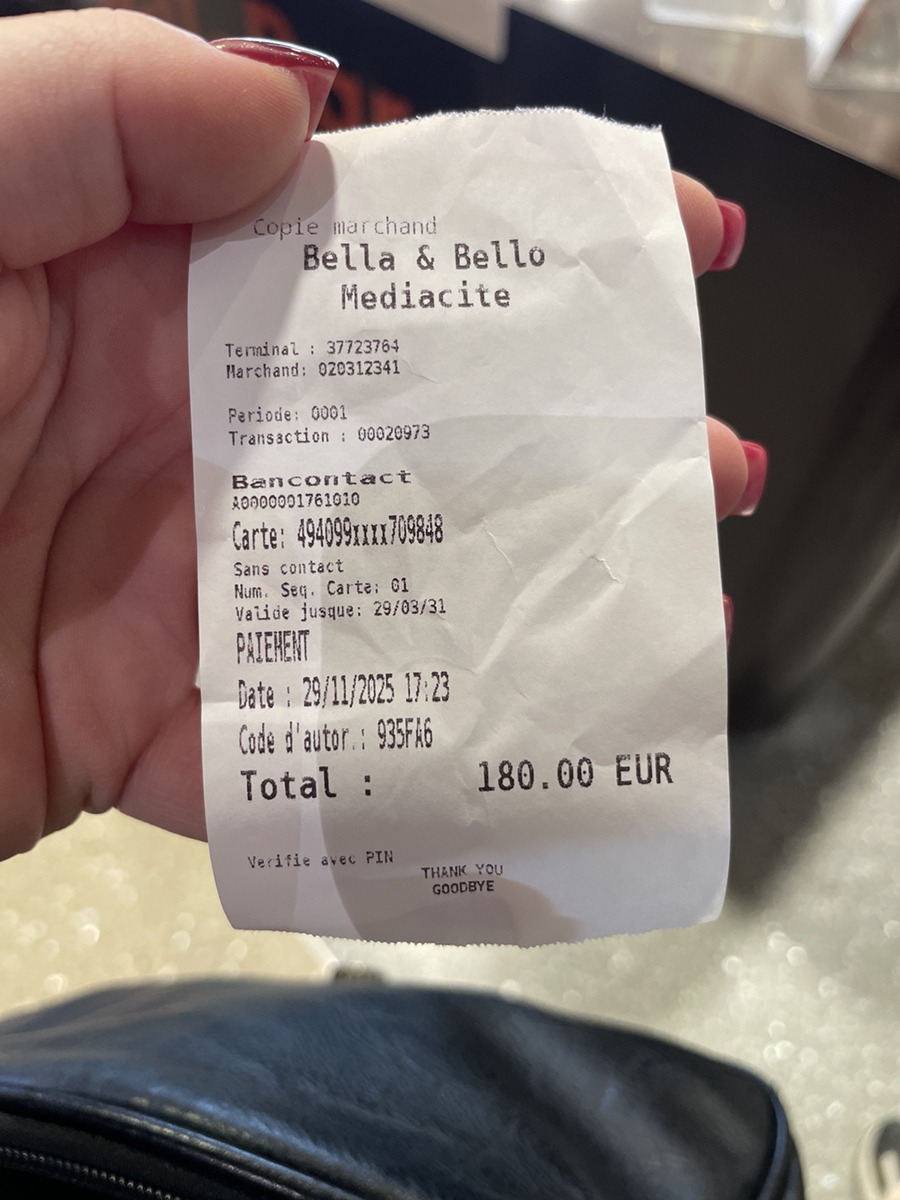 Copie marchand
Bella & Bello
Mediacite
Terminal : 37723764
Marchand: 020312341
Periode: 0001
Transaction : 00020973
Bancontact
A0000001761010
Carte: 494099xxxx709848
Sans contact
Num. Seq. Carte: 01
Valide jusque: 29/03/31
PAIEMENT
Date : 29/11/2025 17:23
Code d'autor.: 935FA6
Total : 180.00 EUR
Verifie avec PIN
THANK YOU
GOODBYE